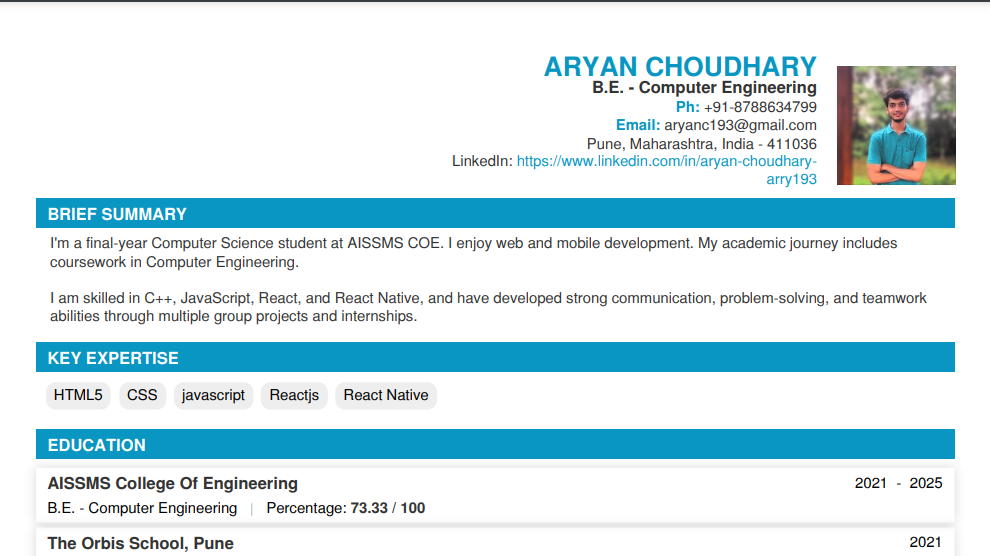 ARYAN CHOUDHARY
B.E. - Computer Engineering
Ph: +91-8788634799
Email: aryanc193@gmail.com
Pune, Maharashtra, India - 411036
LinkedIn: https://www.linkedin.com/in/aryan-choudhary-
arry193
BRIEF SUMMARY
I'm a final-year Computer Science student at AISSMS COE. I enjoy web and mobile development. My academic journey includes
coursework in Computer Engineering.
I am skilled in C++, JavaScript, React, and React Native, and have developed strong communication, problem-solving, and teamwork
abilities through multiple group projects and internships.
KEY EXPERTISE
HTML5 CSS javascript Reactjs React Native
EDUCATION
AISSMS College Of Engineering 2021 - 2025
B.E. - Computer Engineering | Percentage: 73.33 / 100
The Orbis School, Pune 2021